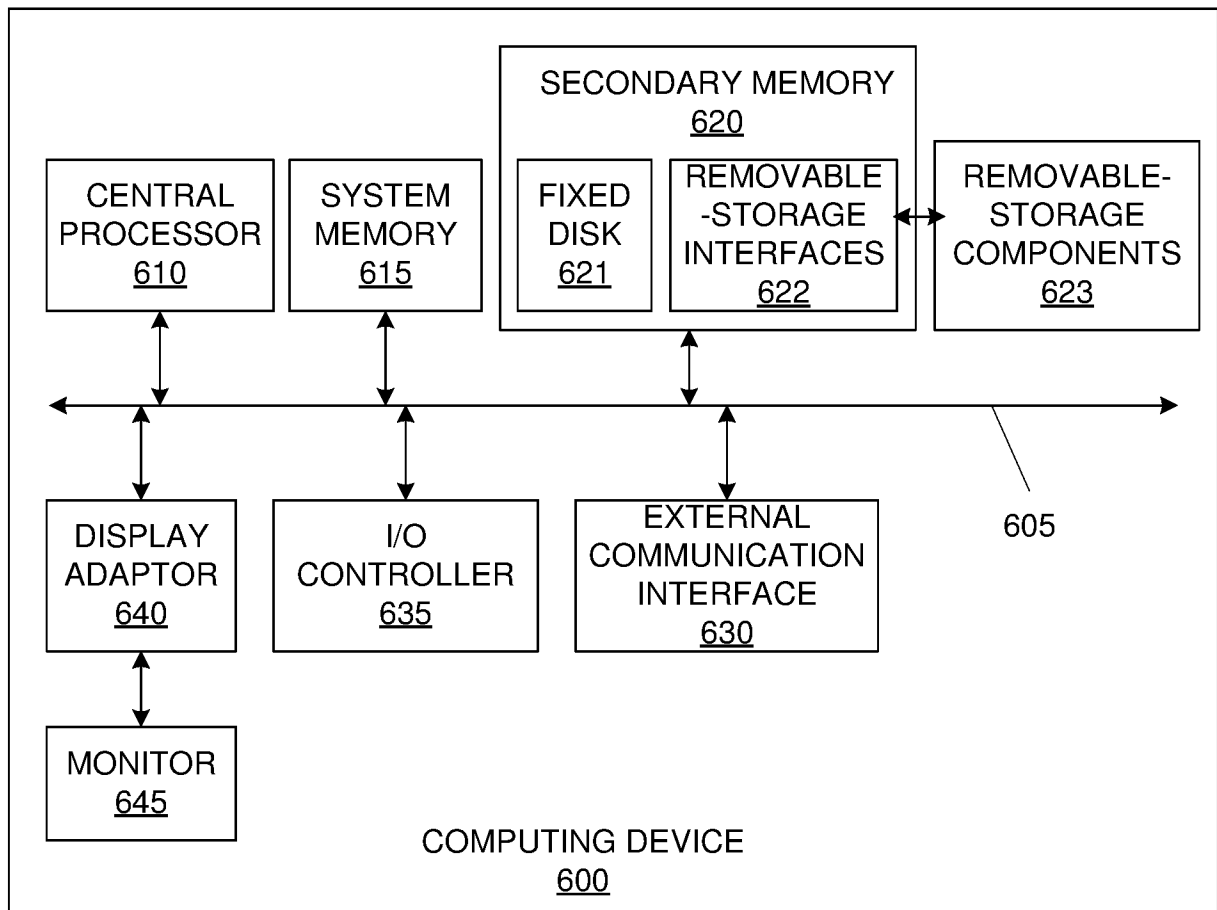 SECONDARY MEMORY
620
CENTRAL
PROCESSOR
610
SYSTEM
MEMORY
615
FIXED
DISK
621
REMOVABLE
-STORAGE
INTERFACES
622
REMOVABLE-
STORAGE
COMPONENTS
623
605
DISPLAY
ADAPTOR
640
I/O
CONTROLLER
635
EXTERNAL
COMMUNICATION
INTERFACE
630
MONITOR
645
COMPUTING DEVICE
600